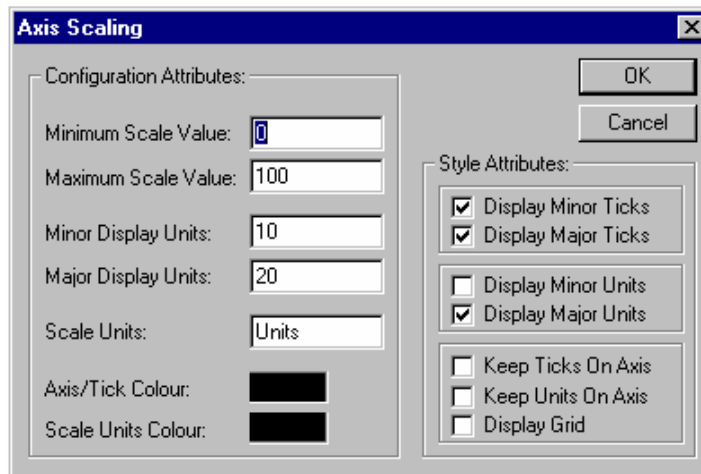 Axis Scaling
Configuration Attributes:
Minimum Scale Value: 0
Maximum Scale Value: 100
Minor Display Units: 10
Major Display Units: 20
Scale Units: Units
Axis/Tick Colour:
Scale Units Colour:
OK
Cancel
Style Attributes:
Display Minor Ticks
Display Major Ticks
Display Minor Units
Display Major Units
Keep Ticks On Axis
Keep Units On Axis
Display Grid